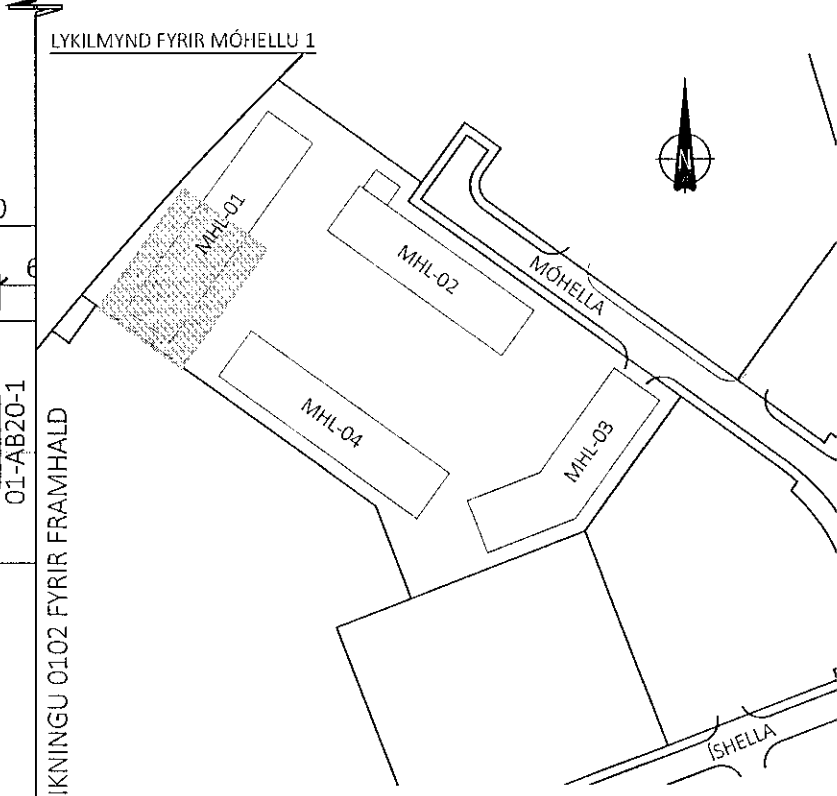 LYKILMYND FYRIR MÓHELLU 1
N
MHL-01
MHL-02
MÓHELLA
MHL-04
MHL-03
01-AB20-1
FYRIR FRAMHALD
0102
ÍSHELLA